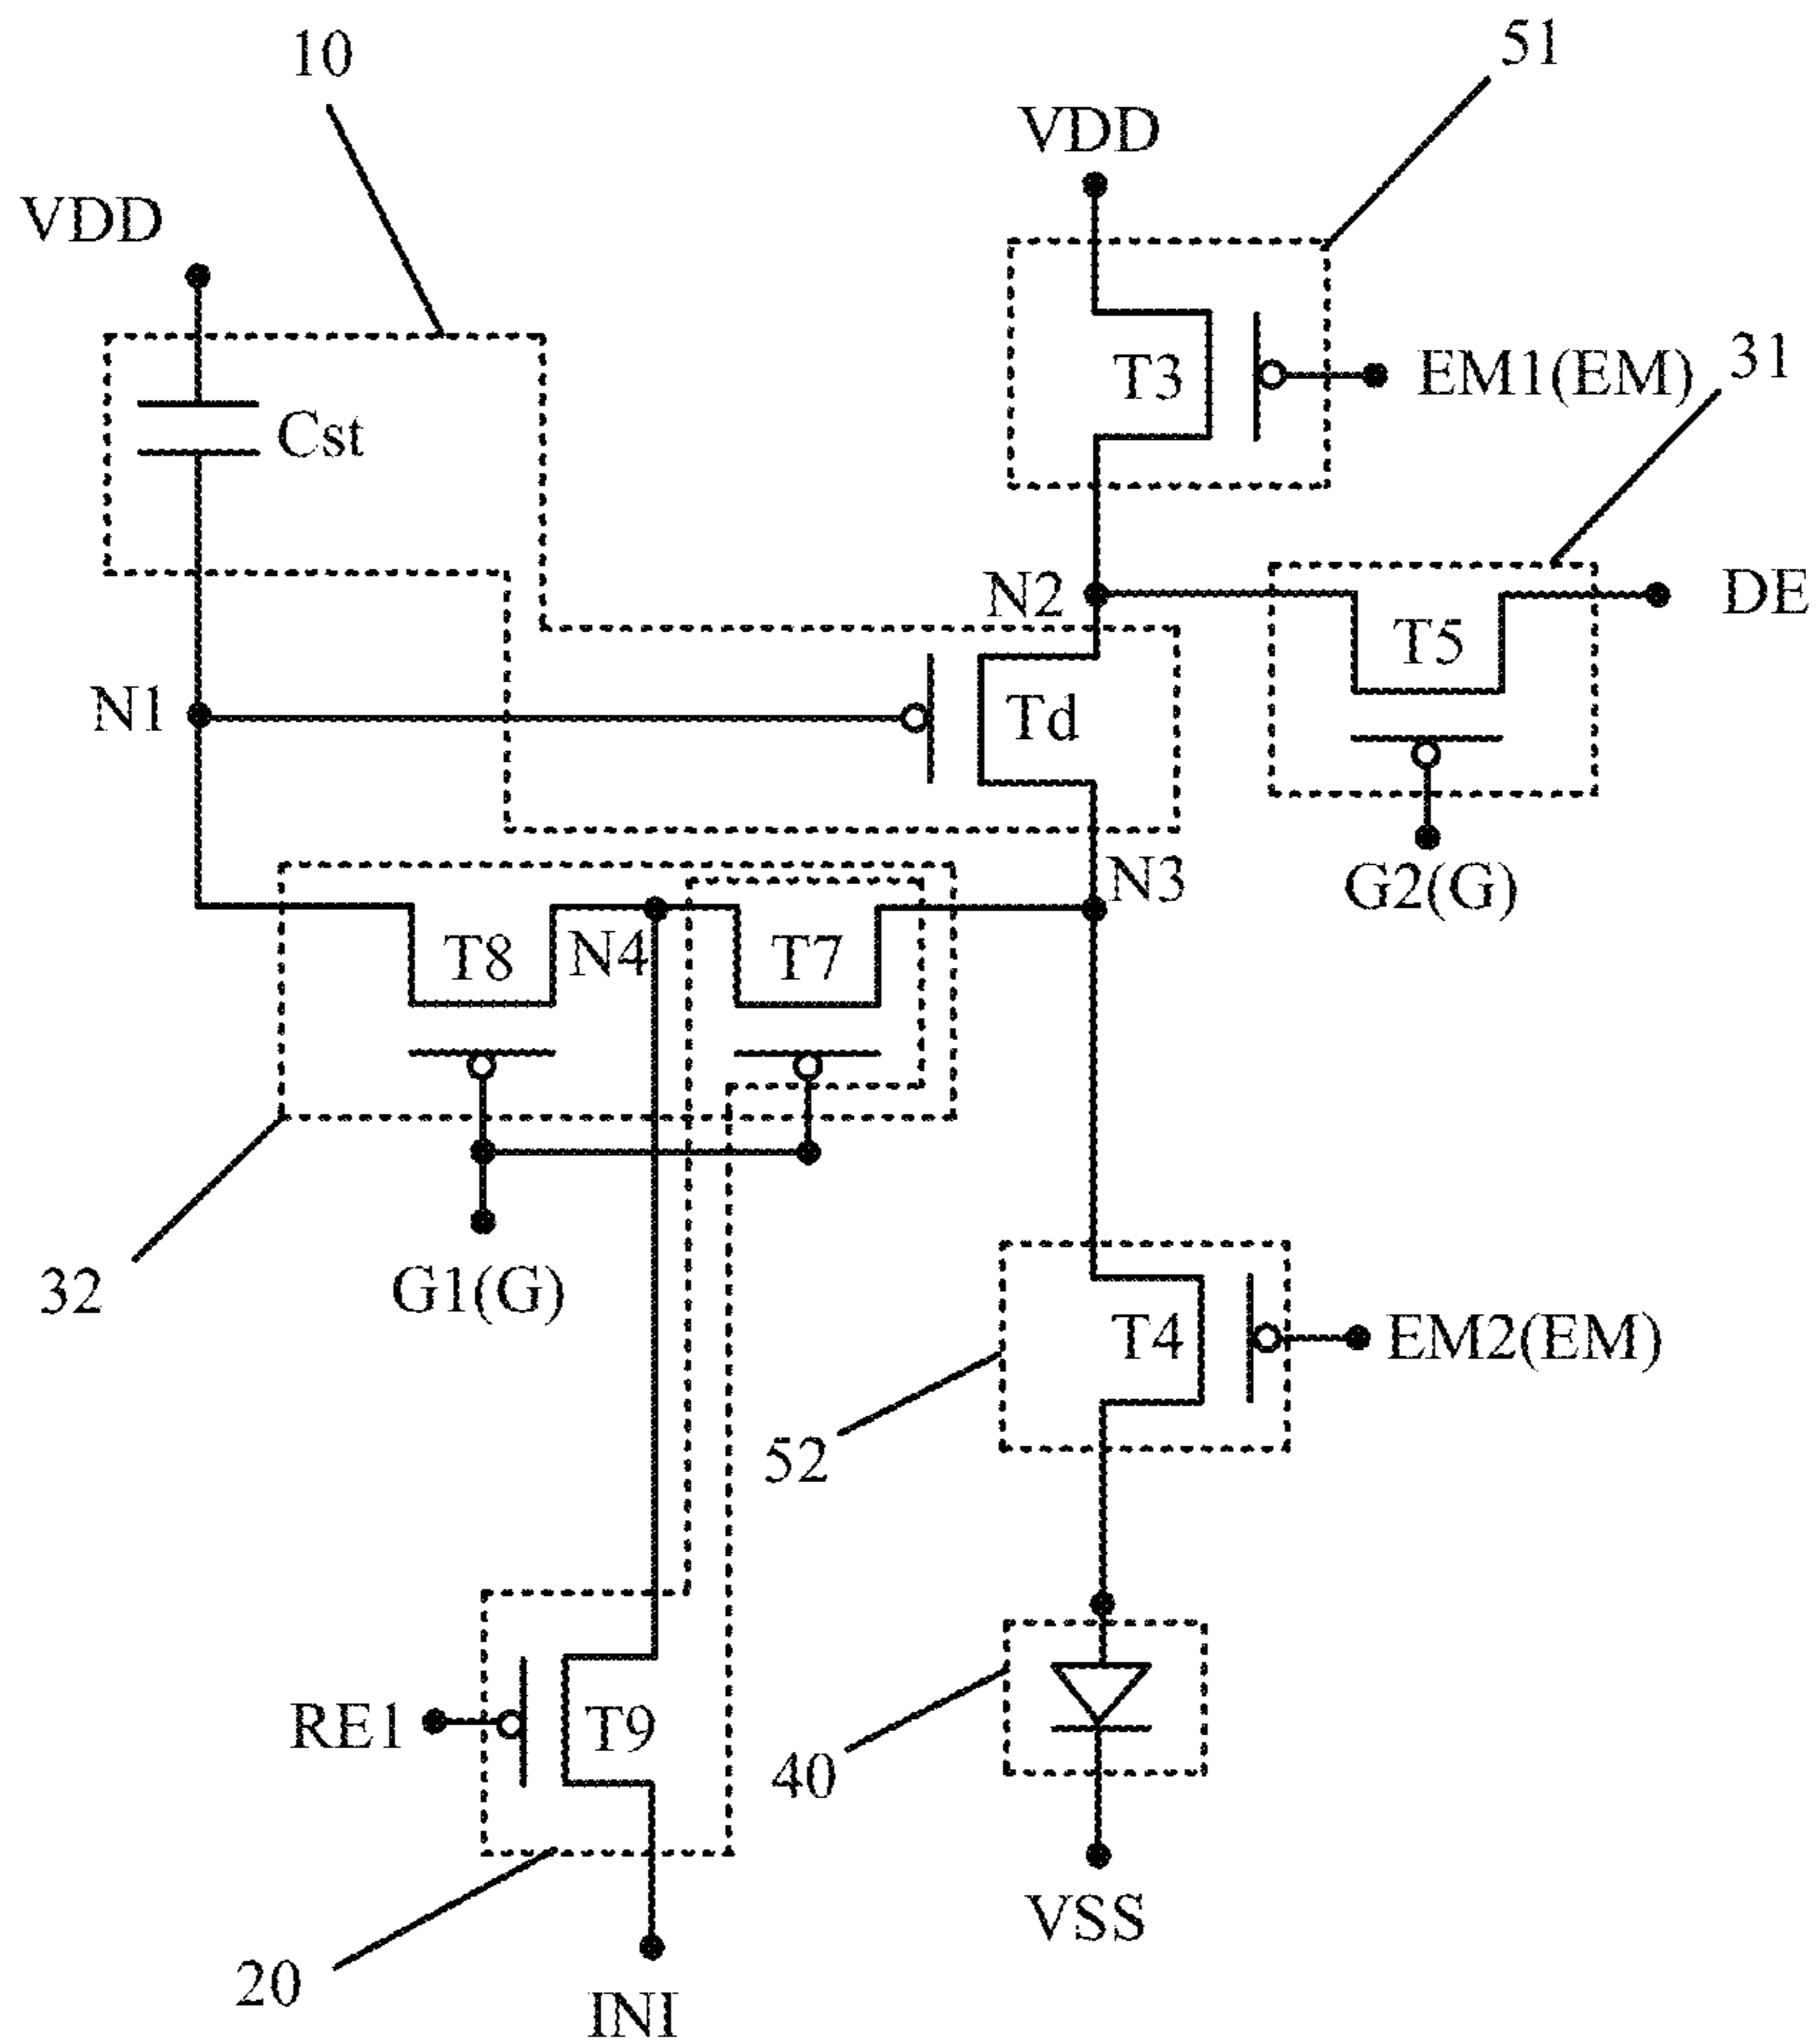 10
51
VDD
VDD
T3
EM1(EM)
31
Cst
N2
DE
T5
N1
Td
G2(G)
N3
T8
N4
T7
32
G1(G)
T4
EM2(EM)
52
RE1
T9
40
VSS
20
INI